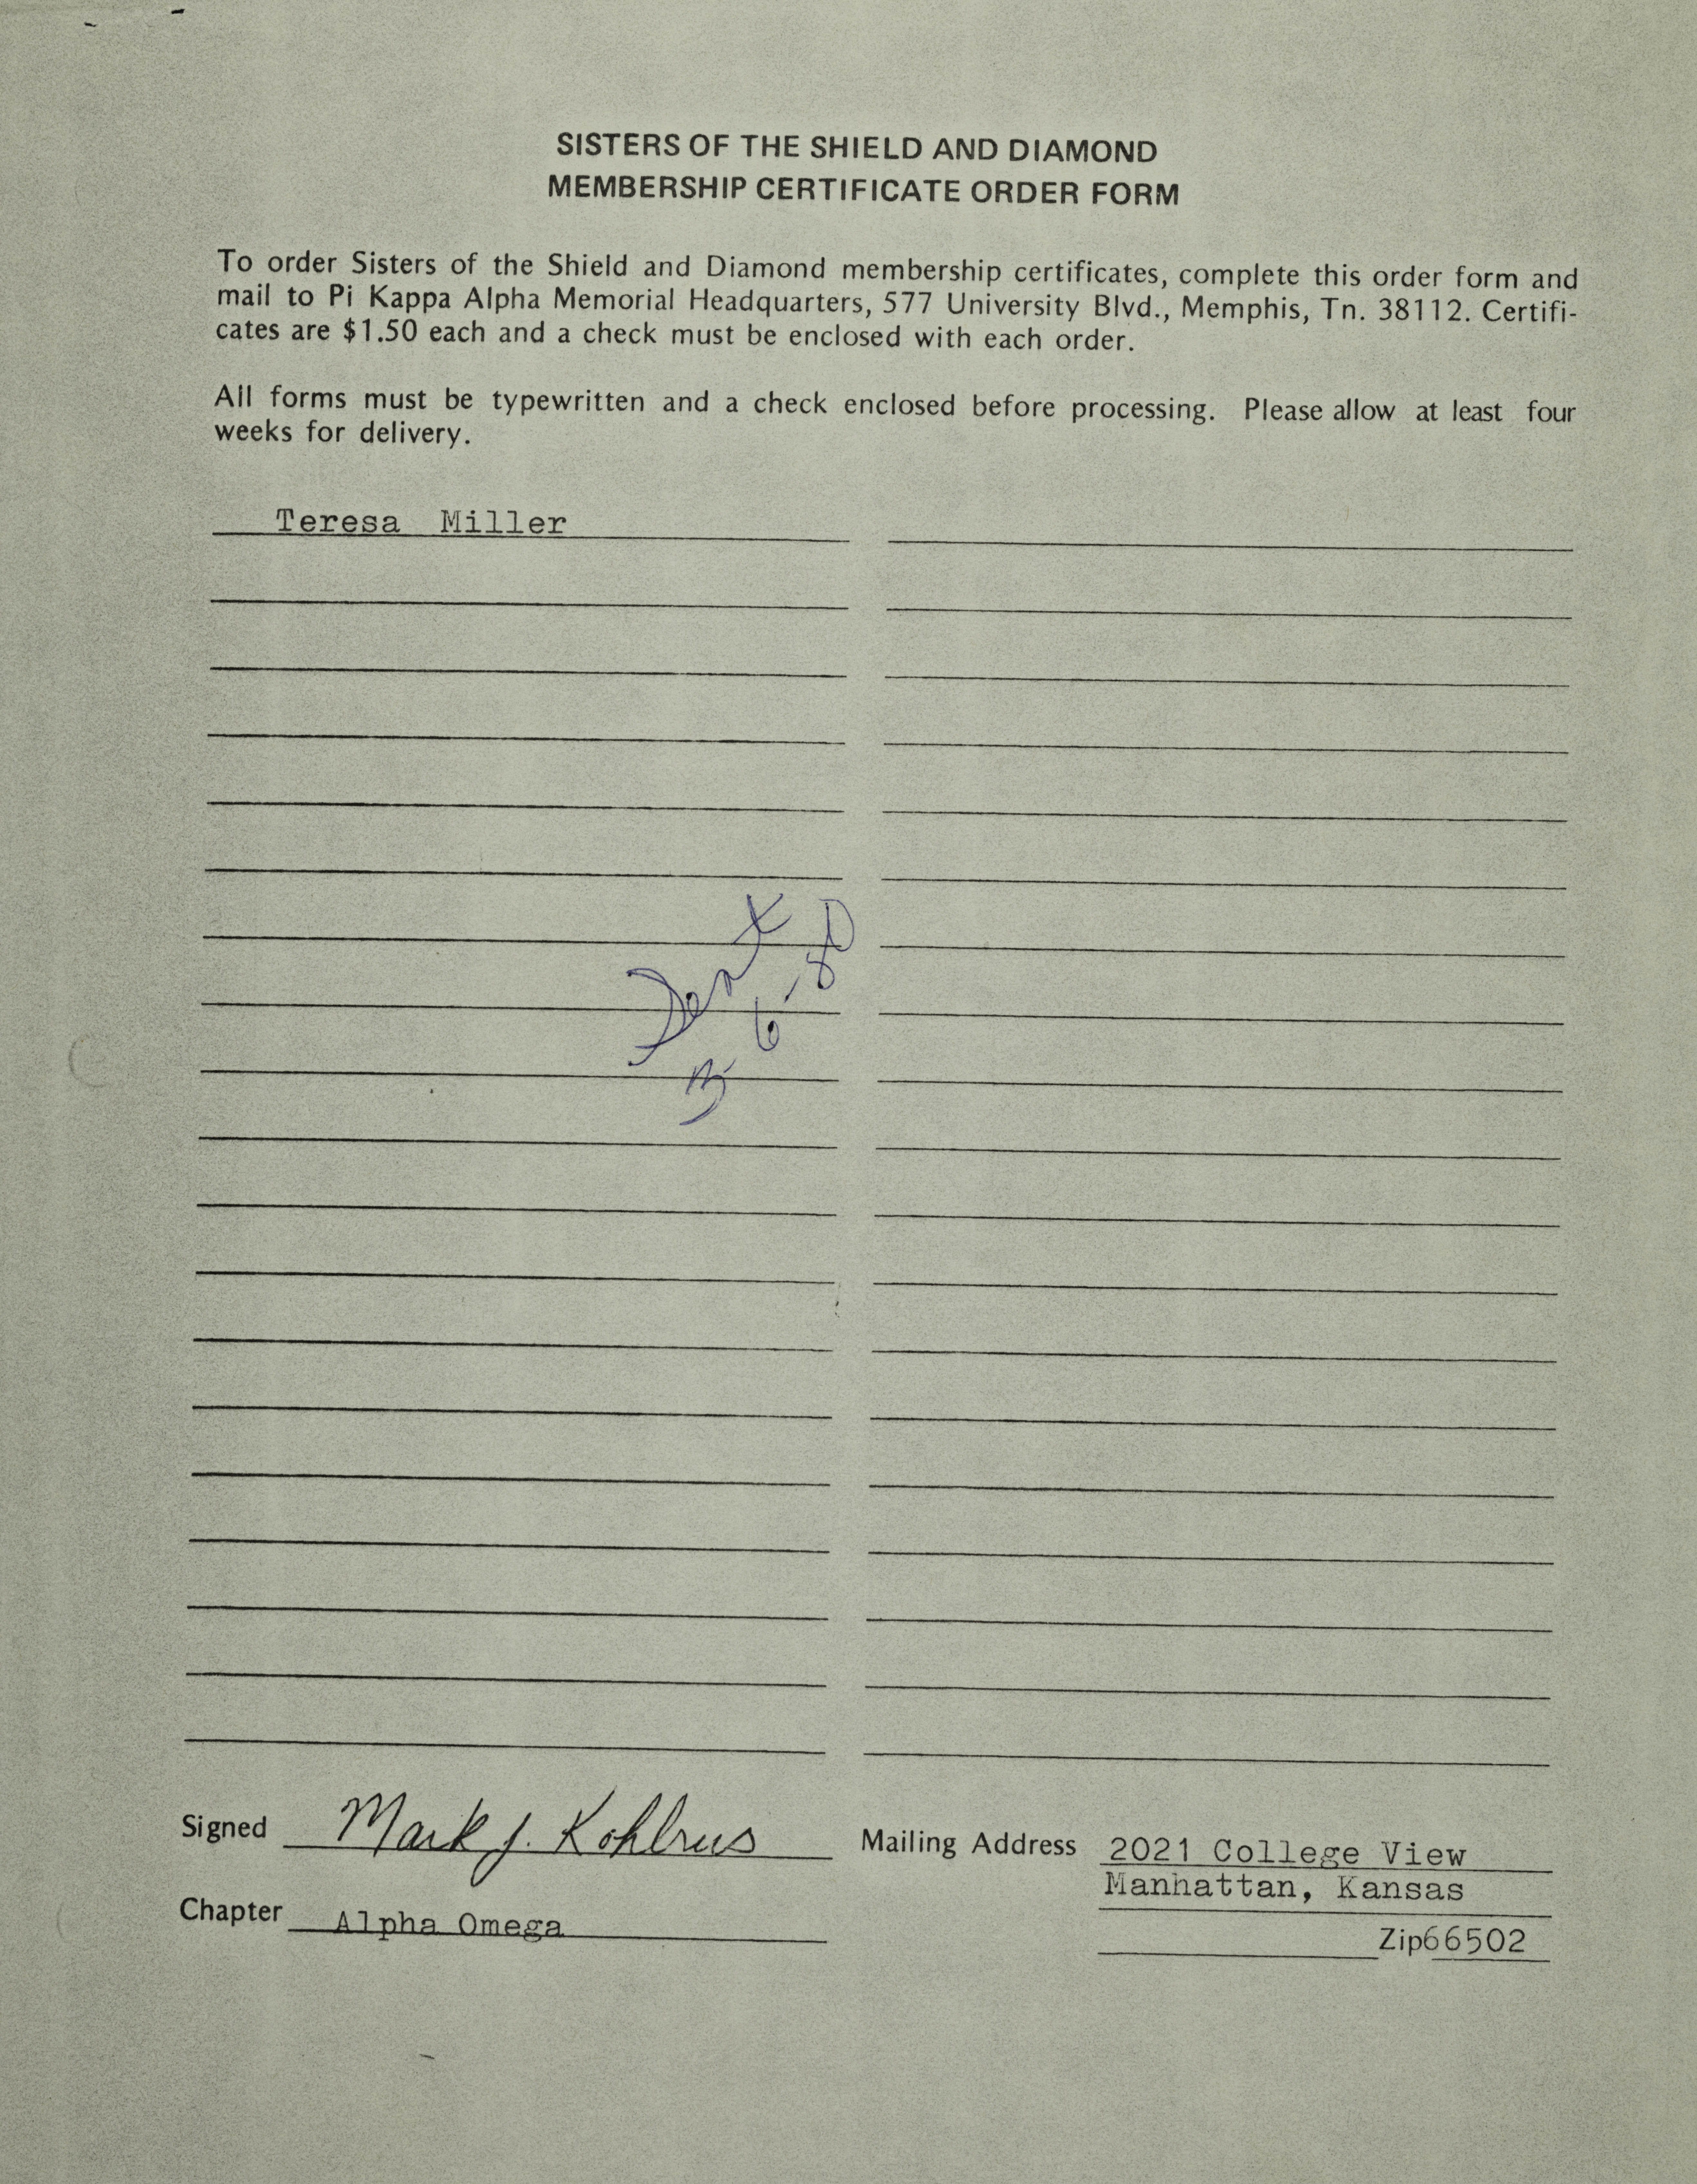 SISTERS OF THE SHIELD AND DIAMOND
MEMBERSHIP CERTIFICATE ORDER FORM
To order Sisters of the Shield and Diamond membership certificates, complete this order form and
mail to Pi Kappa Alpha Memorial Headquarters, 577 University Blvd., Memphis, Tn. 38112. Certifi-
cates are $1.50 each and a check must be enclosed with each order.
All forms must be typewritten and a check enclosed before processing. Please allow at least four
weeks for delivery.
Teresa Miller
Sent
6-80
Signed Mark J. Kohlrus
Mailing Address 2021 College View
Manhattan, Kansas
Zip66502
Chapter Alpha Omega